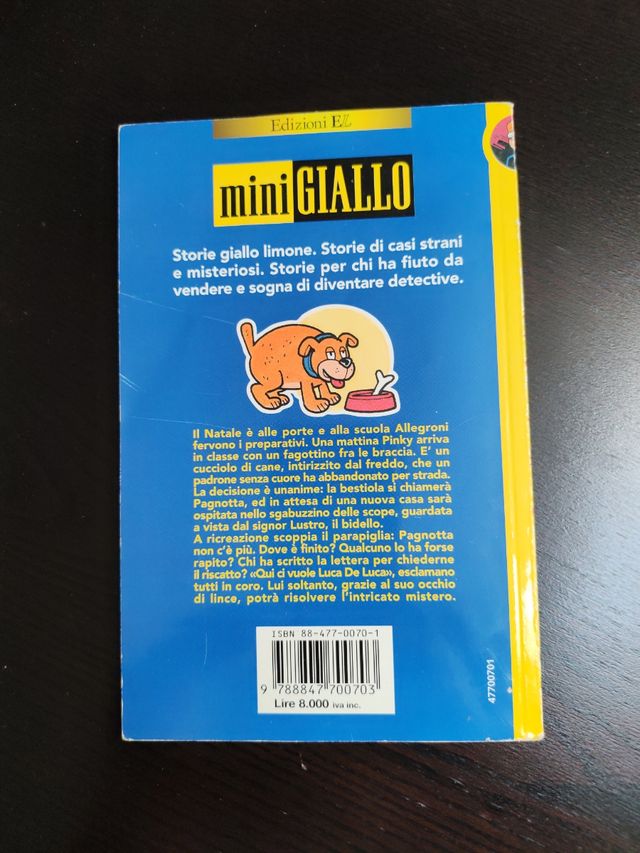 Edizioni EL
mini GIALLO
Storie giallo limone. Storie di casi strani
e misteriosi. Storie per chi ha fiuto da
vendere e sogna di diventare detective.
Il Natale è alle porte e alla scuola Allegroni
fervono i preparativi. Una mattina Pinky arriva
in classe con un fagottino fra le braccia. E' un
cucciolo di cane, intirizzito dal freddo, che un
padrone senza cuore ha abbandonato per strada.
La decisione è unanime: la bestiola si chiamerà
Pagnotta, ed in attesa di una nuova casa sarà
ospitata nello sgabuzzino delle scope, guardata
a vista dal signor Lustro, il bidello.
A ricreazione scoppia il parapiglia: Pagnotta
non c'è più. Dove è finito? Qualcuno lo ha forse
rapito? Chi ha scritto la lettera per chiederne
il riscatto? «Qui ci vuole Luca De Luca», esclamano
tutti in coro. Lui soltanto, grazie al suo occhio
di lince, potrà risolvere l'intricato mistero.
ISBN 88-477-0070-1
9 788847 700703
Lire 8.000 iva inc.
47700701